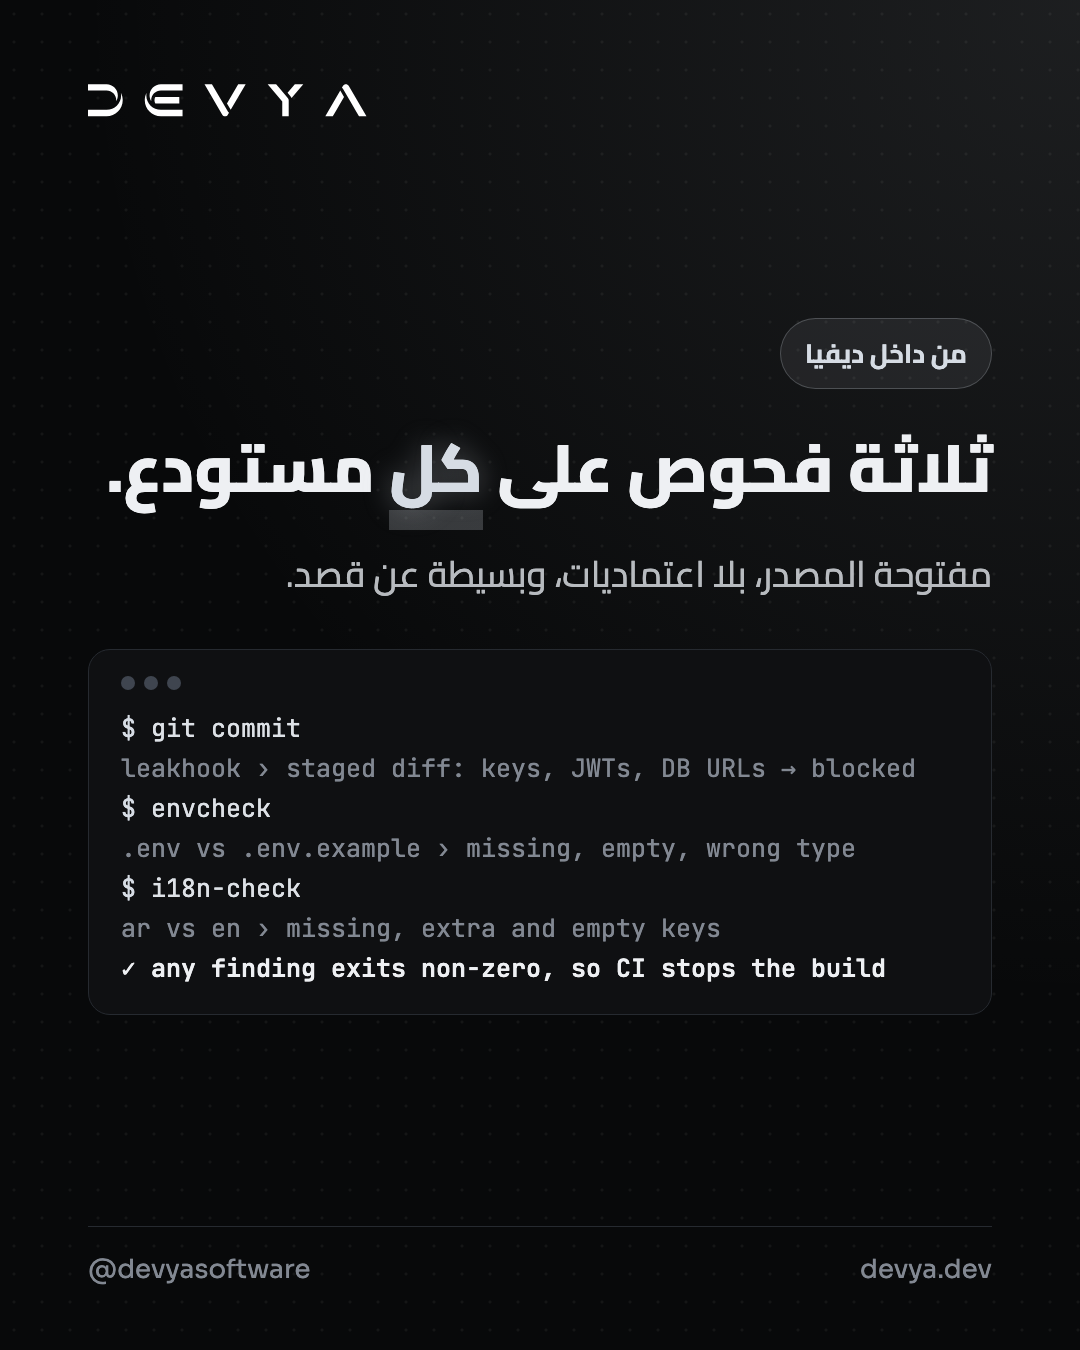 DEVYA
من داخل ديفيا
ثلاثة فحوص على كل مستودع.
مفتوحة المصدر، بلا اعتماديات، وبسيطة عن قصد.
$ git commit
leakhook › staged diff: keys, JWTs, DB URLs → blocked
$ envcheck
.env vs .env.example › missing, empty, wrong type
$ i18n-check
ar vs en › missing, extra and empty keys
✓ any finding exits non-zero, so CI stops the build
@devyasoftware
devya.dev